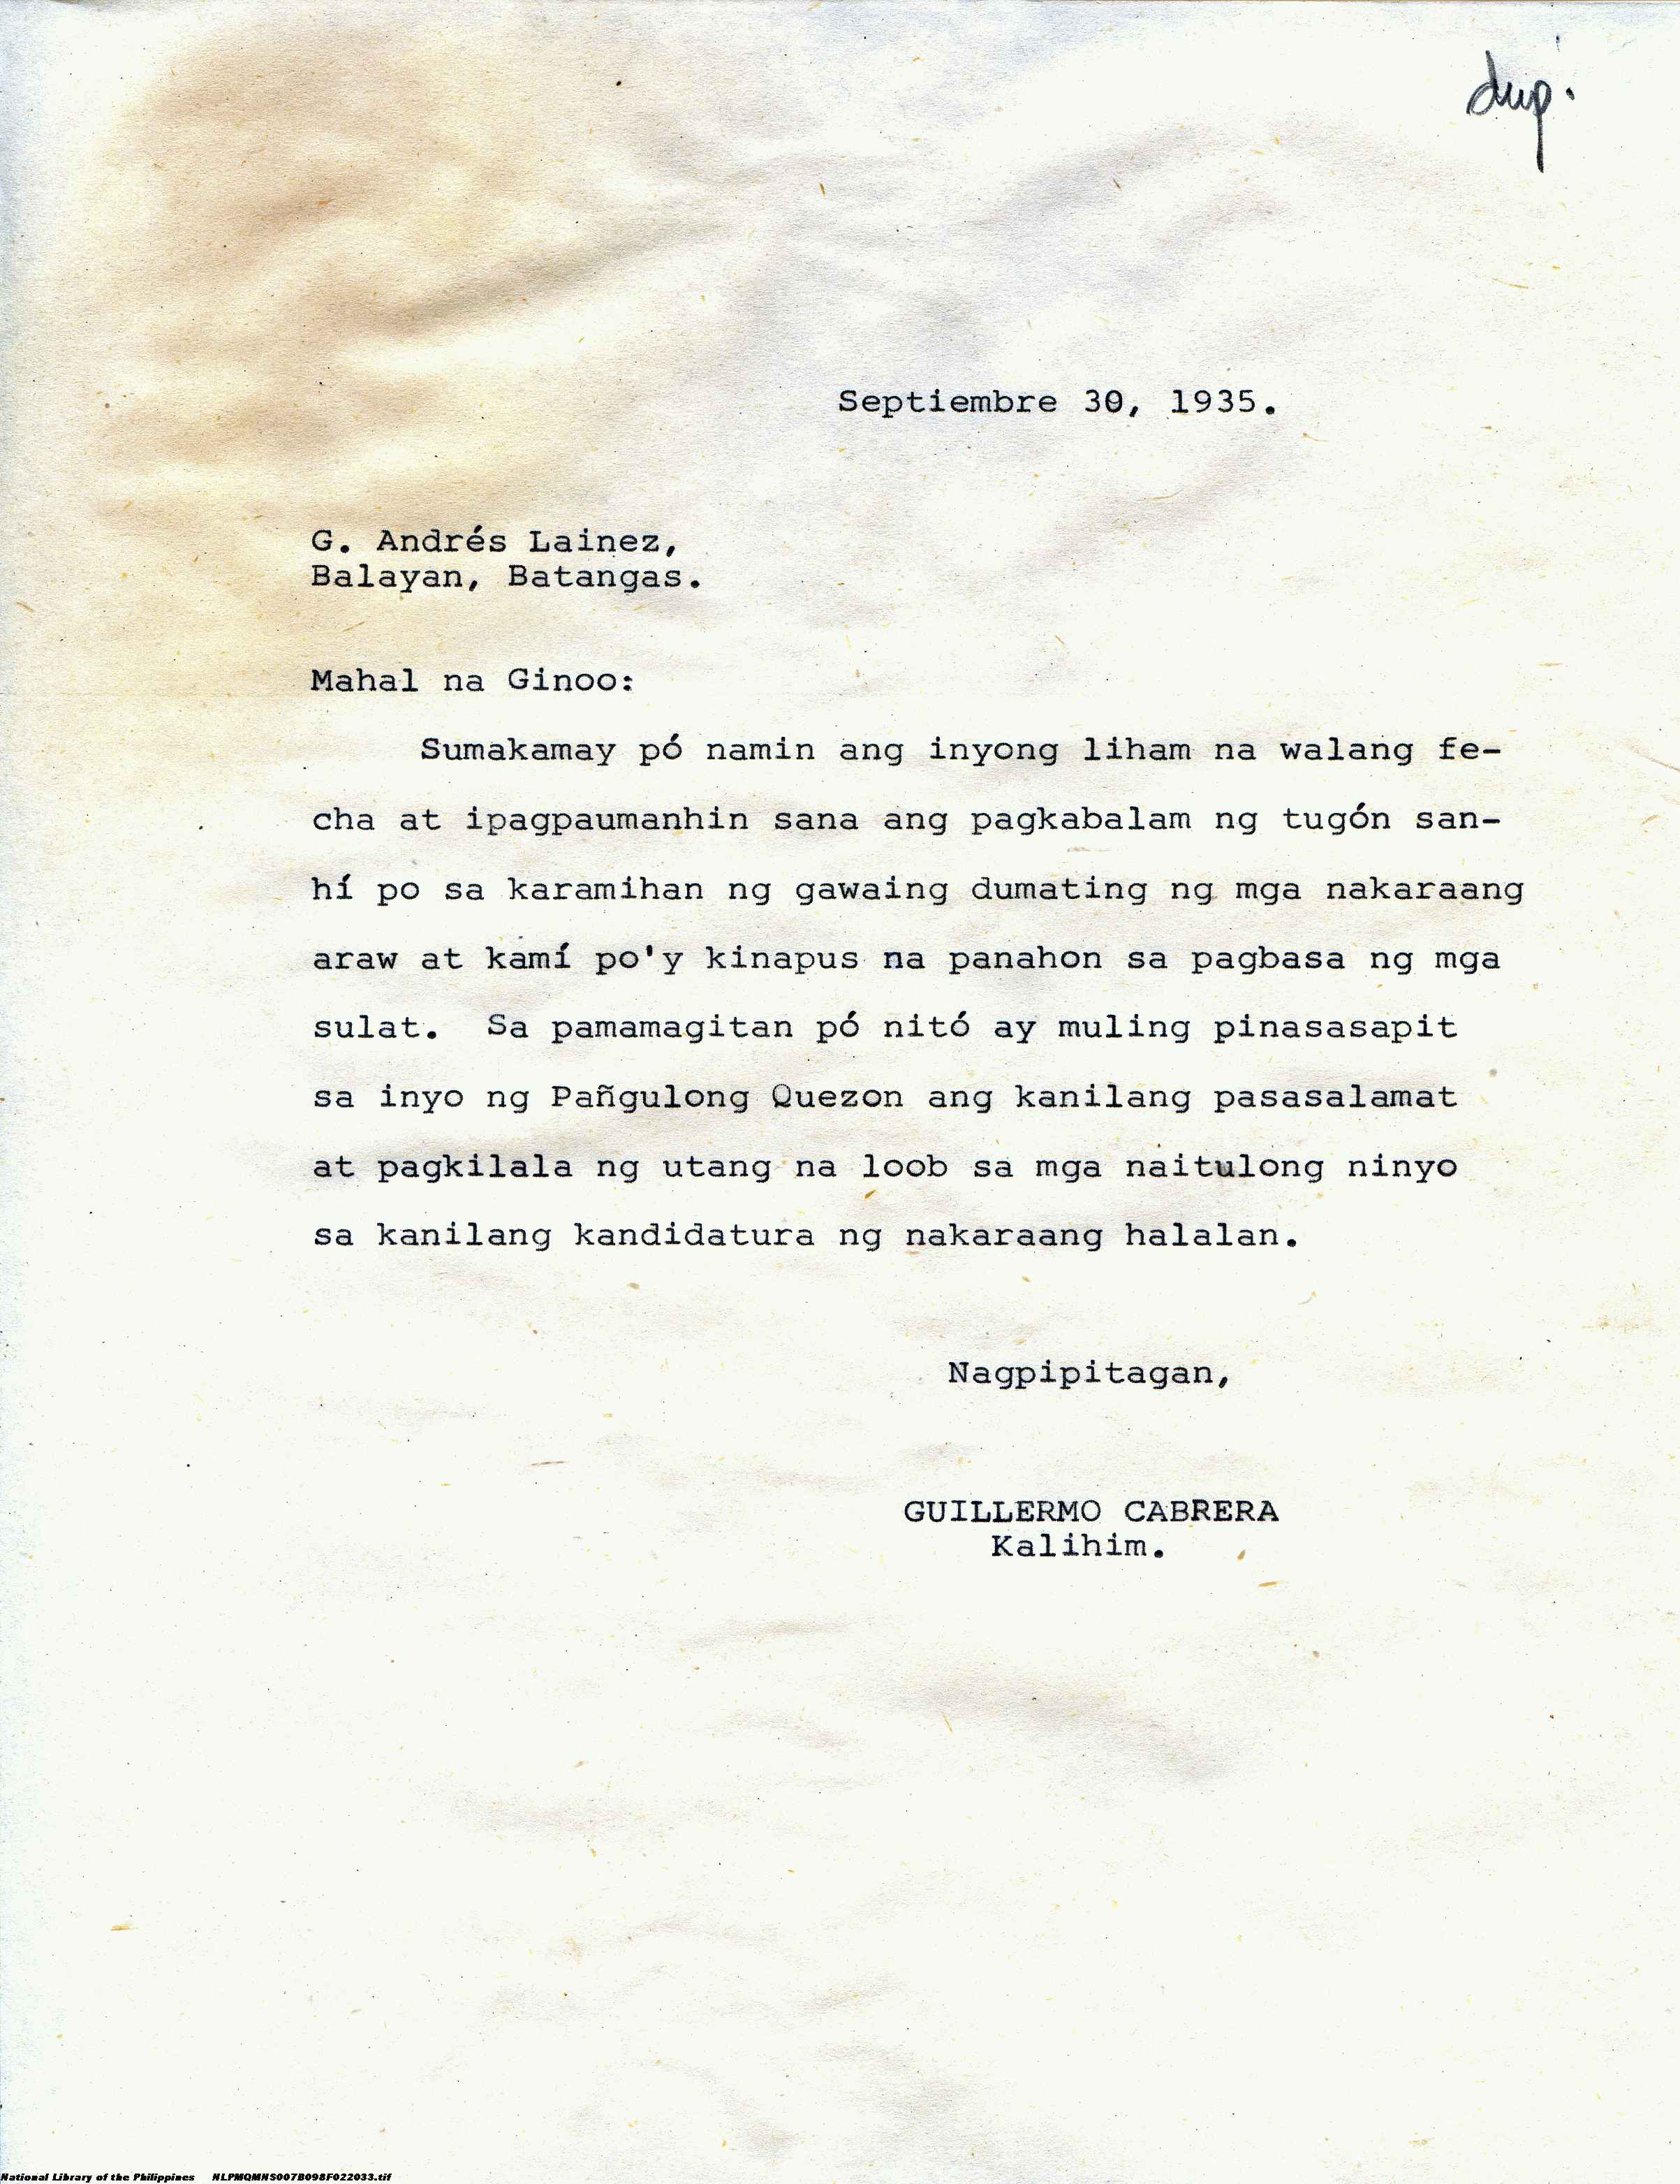 dup.
Septiembre 30, 1935.
G. Andrés Lainez,
Balayan, Batangas.
Mahal na Ginoo:
Sumakamay pó namin ang inyong liham na walang fe-
cha at ipagpaumanhin sana ang pagkabalam ng tugón san-
hí po sa karamihan ng gawaing dumating ng mga nakaraang
araw at kamí po'y kinapus na panahon sa pagbasa ng mga
sulat. Sa pamamagitan pó nitó ay muling pinasasapit
sa inyo ng Pañgulong Quezon ang kanilang pasasalamat
at pagkilala ng utang na loob sa mga naitulong ninyo
sa kanilang kandidatura ng nakaraang halalan.
Nagpipitagan,
GUILLERMO CABRERA
Kalihim.
National Library of the Philippines NLPMQMNS007B098F022033.tif